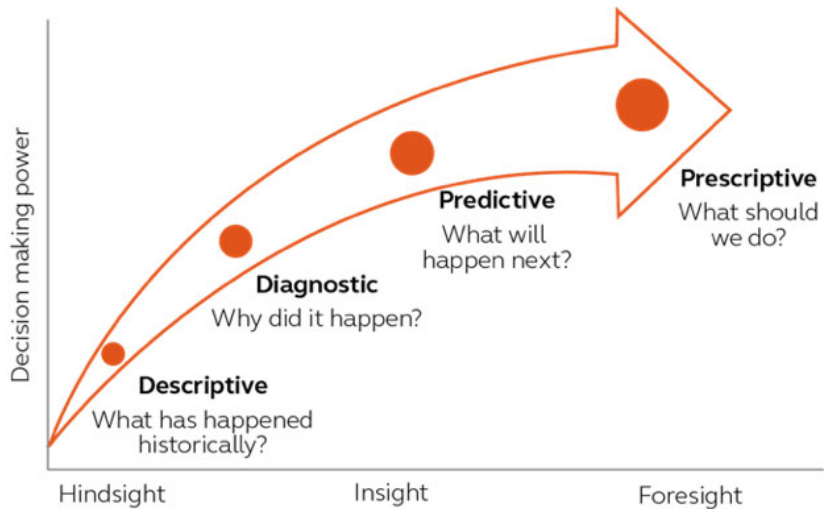 Decision making power
Prescriptive
What should
we do?
Predictive
What will
happen next?
Diagnostic
Why did it happen?
Descriptive
What has happened
historically?
Hindsight
Insight
Foresight